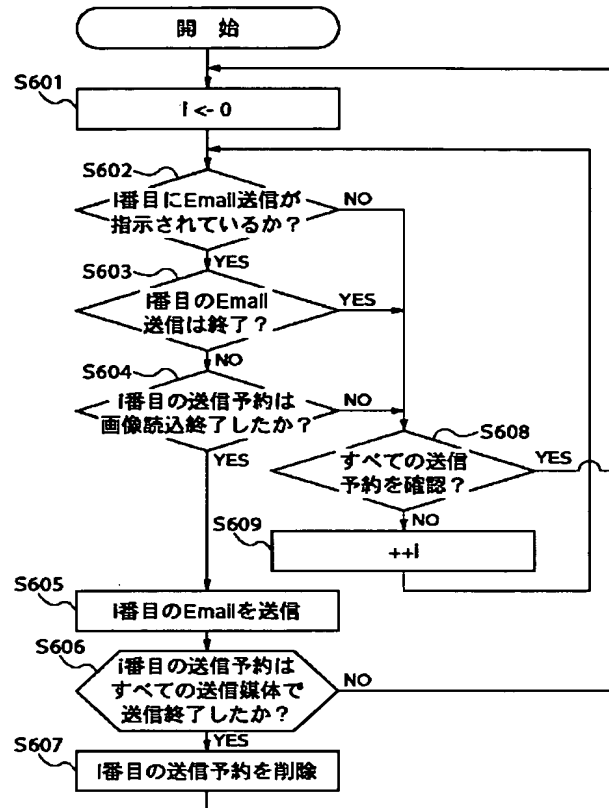 開 始
S601
i <- 0
S602
i番目にEmail送信が
指示されているか?
NO
YES
S603
i番目のEmail
送信は終了?
YES
NO
S604
i番目の送信予約は
画像読込終了したか?
NO
YES
S608
すべての送信
予約を確認?
YES
NO
S609
++i
S605
i番目のEmailを送信
S606
i番目の送信予約は
すべての送信媒体で
送信終了したか?
NO
YES
S607
i番目の送信予約を削除